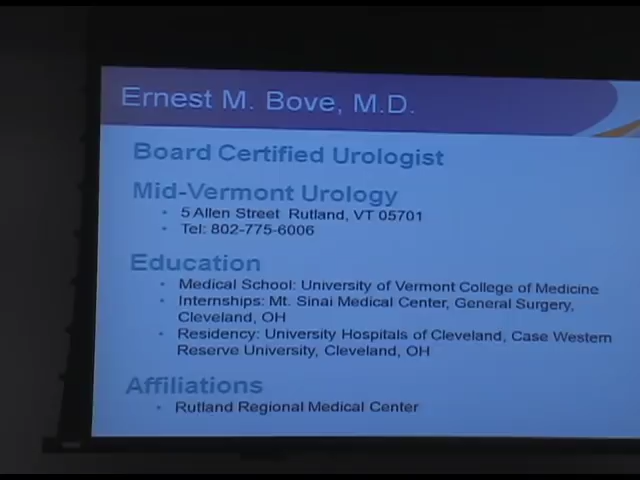 Ernest M. Bove, M.D.
Board Certified Urologist
Mid-Vermont Urology
• 5 Allen Street Rutland, VT 05701
• Tel: 802-775-6006
Education
• Medical School: University of Vermont College of Medicine
• Internships: Mt. Sinai Medical Center, General Surgery,
Cleveland, OH
• Residency: University Hospitals of Cleveland, Case Western
Reserve University, Cleveland, OH
Affiliations
• Rutland Regional Medical Center